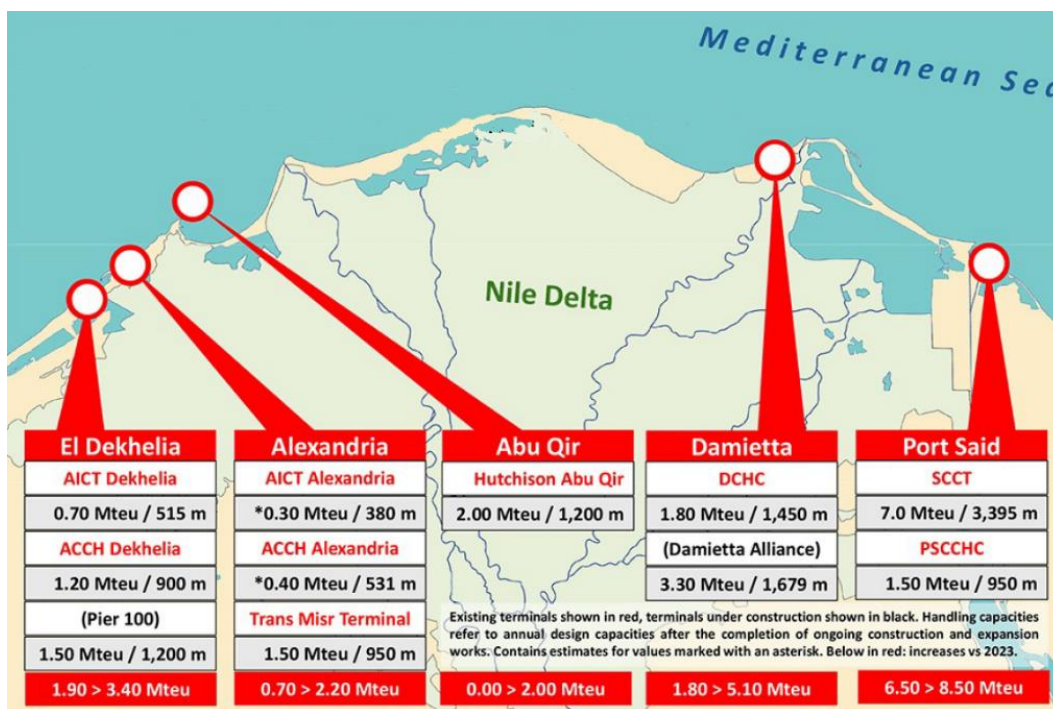 Mediterranean Sea
Nile Delta
El Dekhelia
AICT Dekhelia
0.70 Mteu / 515 m
ACCH Dekhelia
1.20 Mteu / 900 m
(Pier 100)
1.50 Mteu / 1,200 m
1.90 > 3.40 Mteu
Alexandria
AICT Alexandria
*0.30 Mteu / 380 m
ACCH Alexandria
*0.40 Mteu / 531 m
Trans Misr Terminal
1.50 Mteu / 950 m
0.70 > 2.20 Mteu
Abu Qir
Hutchison Abu Qir
2.00 Mteu / 1,200 m
0.00 > 2.00 Mteu
Damietta
DCHC
1.80 Mteu / 1,450 m
(Damietta Alliance)
3.30 Mteu / 1,679 m
1.80 > 5.10 Mteu
Port Said
SCCT
7.0 Mteu / 3,395 m
PSCCHC
1.50 Mteu / 950 m
6.50 > 8.50 Mteu
Existing terminals shown in red, terminals under construction shown in black. Handling capacities
refer to annual design capacities after the completion of ongoing construction and expansion
works. Contains estimates for values marked with an asterisk. Below in red: increases vs 2023.